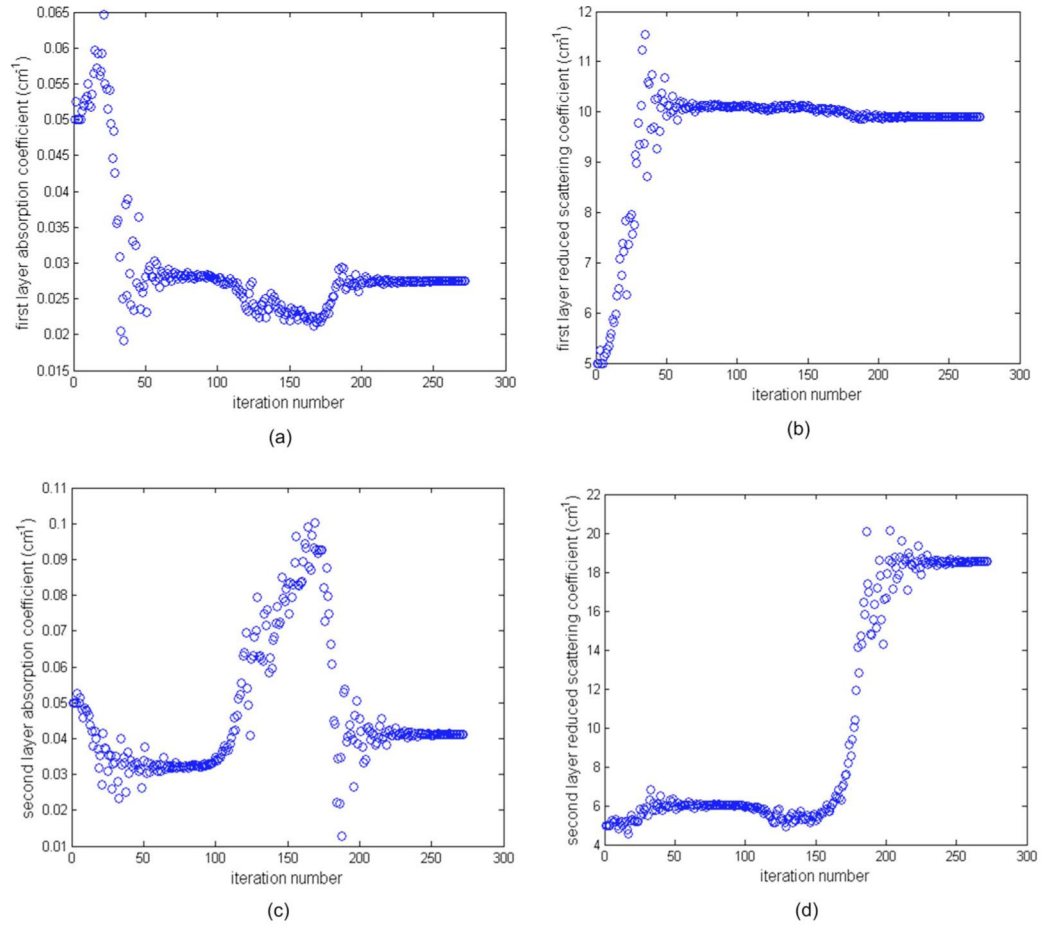 0.065
0.06
0.055
0.05
0.045
0.04
0.035
0.03
0.025
0.02
0.015
0 50 100 150 200 250 300
first layer absorption coefficient (cm⁻¹)
iteration number
(a)
12
11
10
9
8
7
6
5
0 50 100 150 200 250 300
first layer reduced scattering coefficient (cm⁻¹)
iteration number
(b)
0.11
0.1
0.09
0.08
0.07
0.06
0.05
0.04
0.03
0.02
0.01
0 50 100 150 200 250 300
second layer absorption coefficient (cm⁻¹)
iteration number
(c)
22
20
18
16
14
12
10
8
6
4
0 50 100 150 200 250 300
second layer reduced scattering coefficient (cm⁻¹)
iteration number
(d)